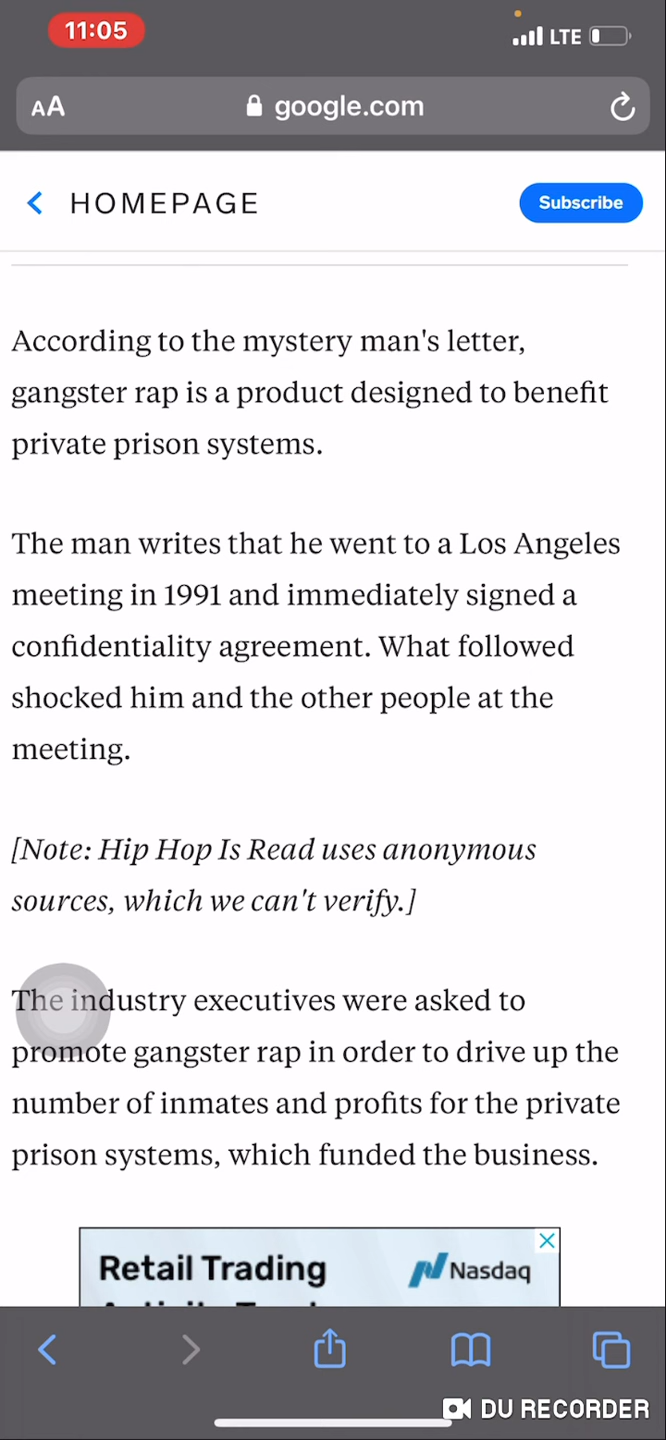 11:05
LTE
AA google.com
HOMEPAGE
Subscribe
According to the mystery man's letter,
gangster rap is a product designed to benefit
private prison systems.
The man writes that he went to a Los Angeles
meeting in 1991 and immediately signed a
confidentiality agreement. What followed
shocked him and the other people at the
meeting.
[Note: Hip Hop Is Read uses anonymous
sources, which we can't verify.]
The industry executives were asked to
promote gangster rap in order to drive up the
number of inmates and profits for the private
prison systems, which funded the business.
Retail Trading
Nasdaq
DU RECORDER